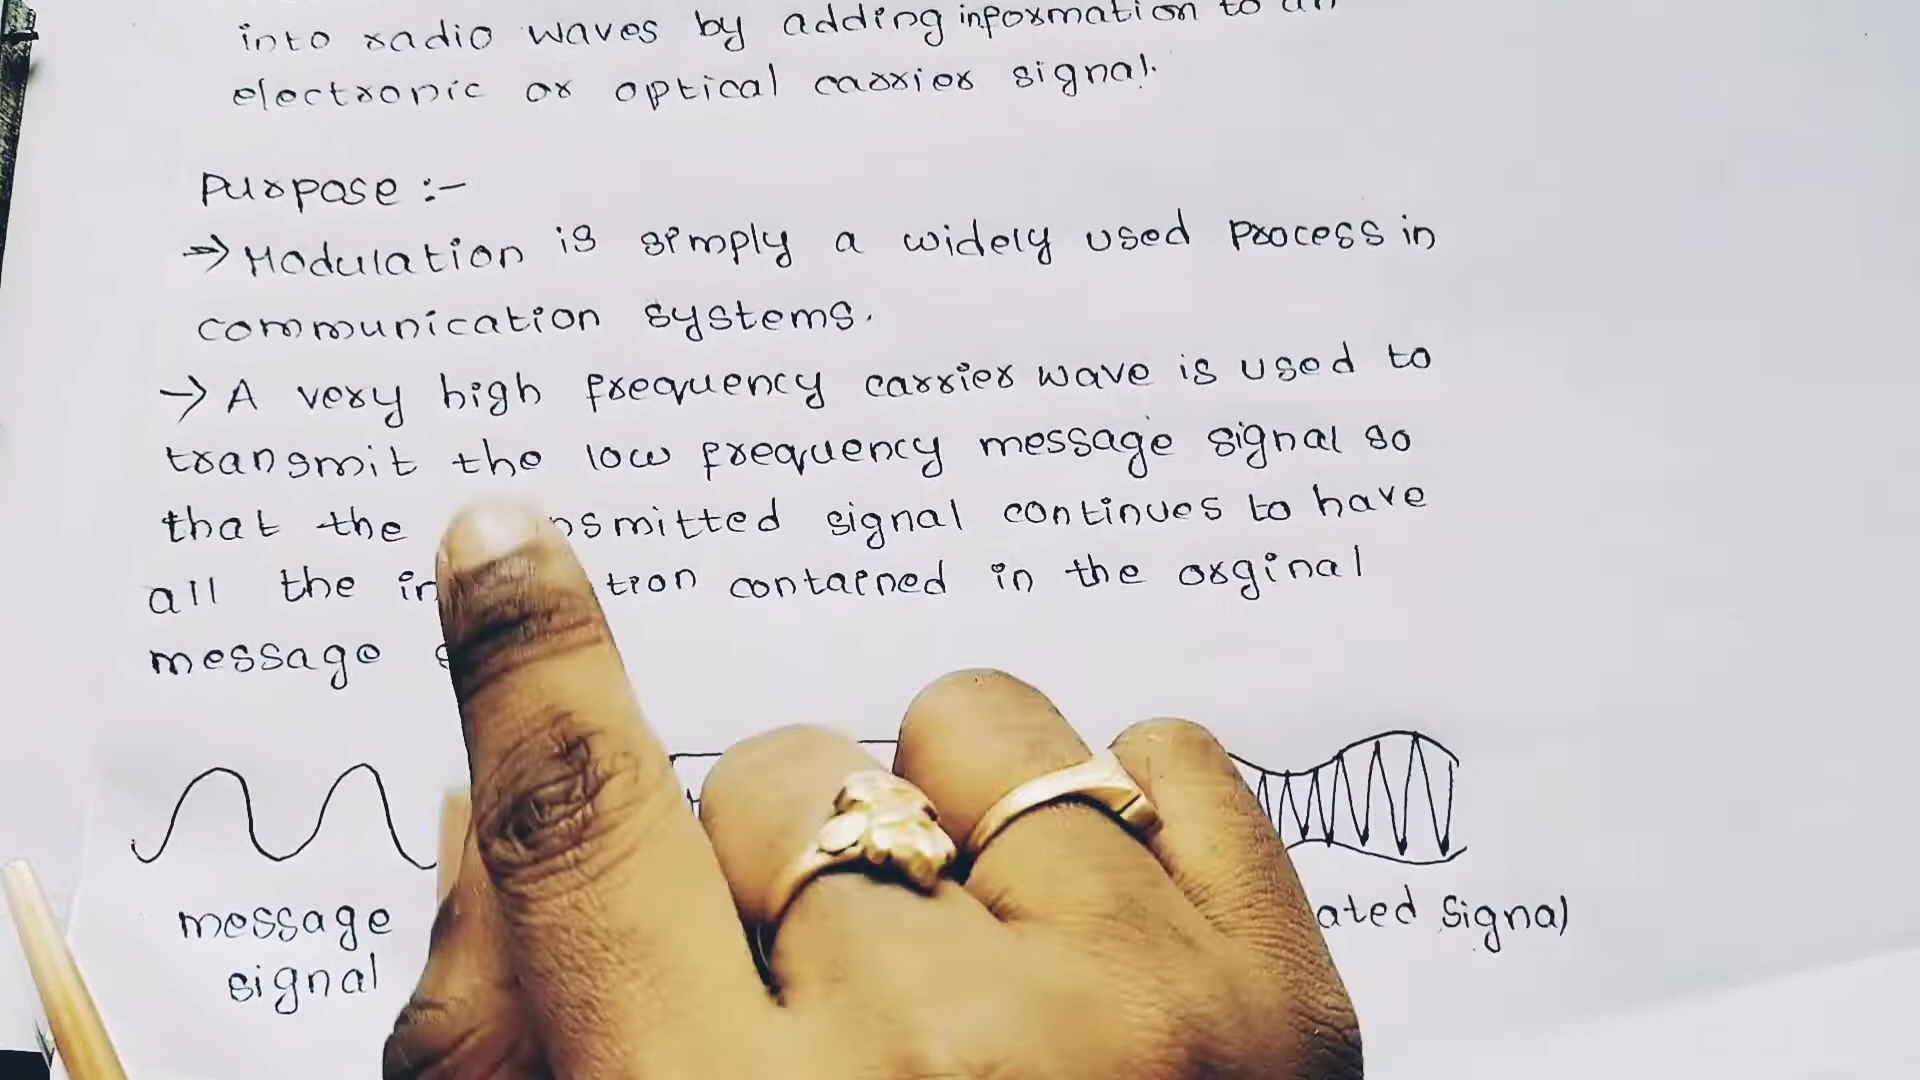 into radio waves by adding information to an
electronic or optical carrier signal.
Purpose :-
→ Modulation is simply a widely used process in
communication systems.
→ A very high frequency carrier wave is used to
transmit the low frequency message signal so
that the nsmitted signal continues to have
all the in tion contained in the orginal
message
message
signal
ated signal